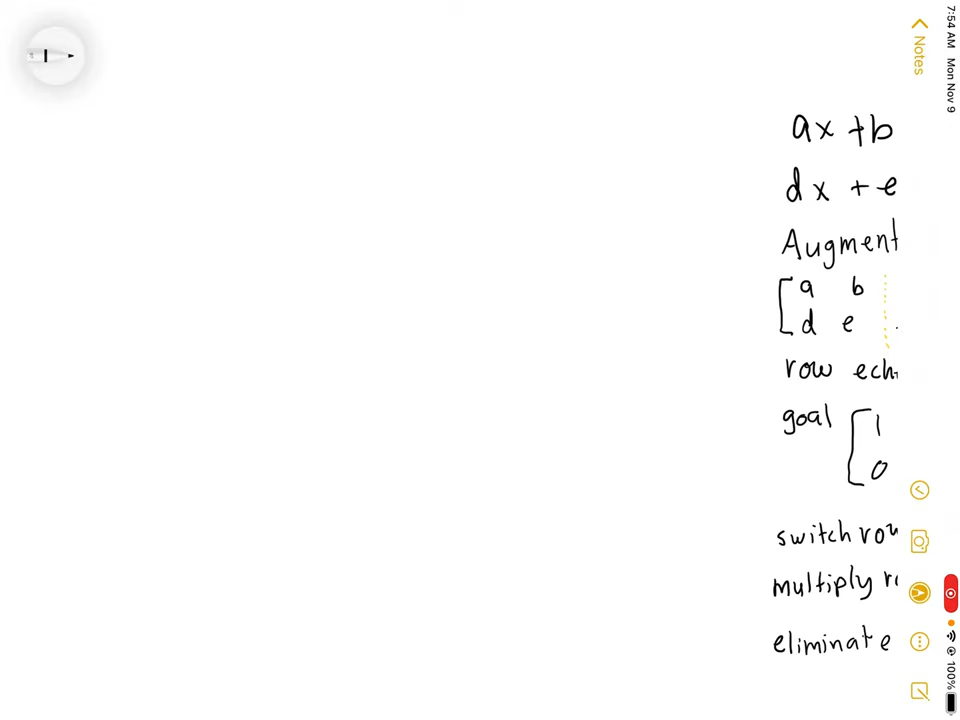 7:54 AM Mon Nov 9
Notes
ax + b
dx + e
Augment
a b
d e
row ech
goal 1
0
switch row
multiply r
eliminate
100%